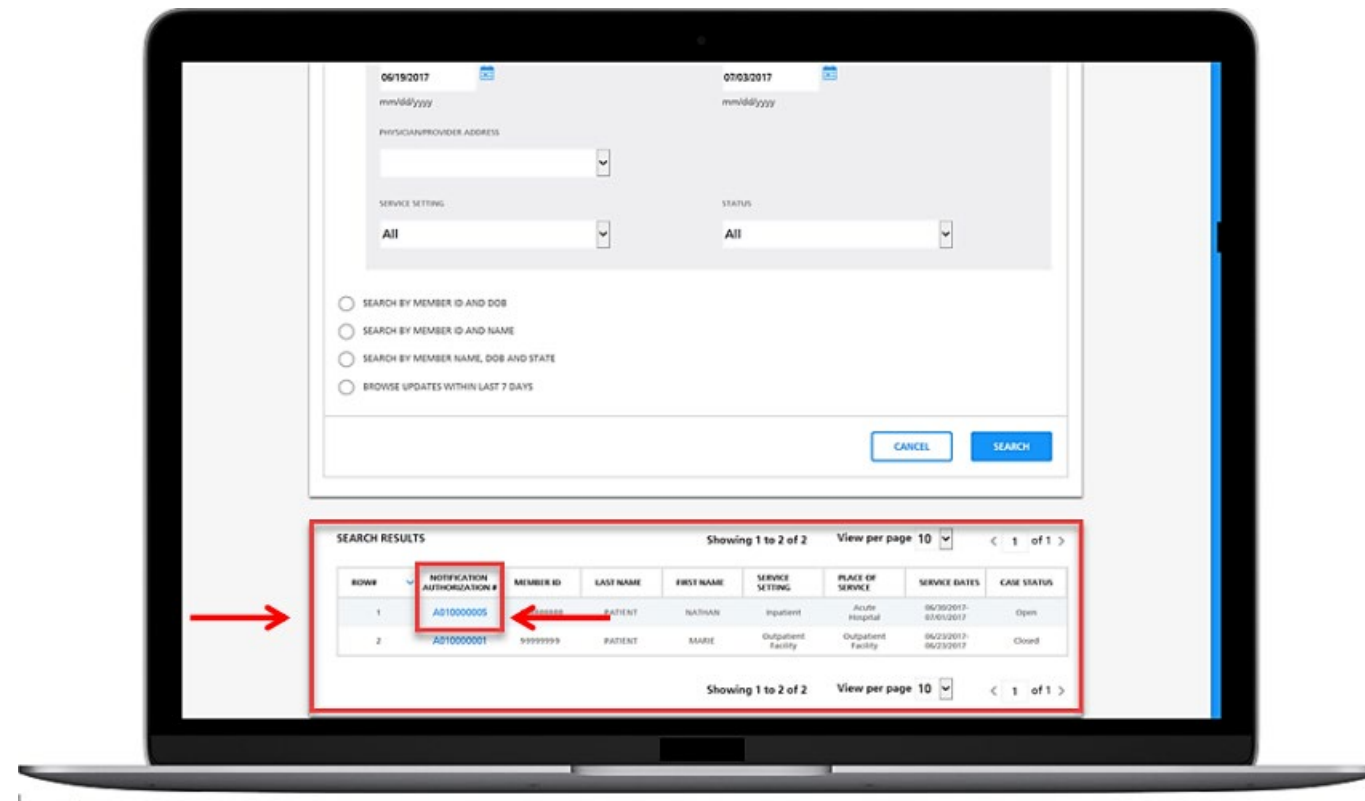 06/19/2017 07/03/2017
mm/dd/yyyy mm/dd/yyyy
PHYSICIAN/PROVIDER ADDRESS
SERVICE SETTING STATUS
All All
SEARCH BY MEMBER ID AND DOB
SEARCH BY MEMBER ID AND NAME
SEARCH BY MEMBER NAME, DOB AND STATE
BROWSE UPDATES WITHIN LAST 7 DAYS
CANCEL SEARCH
SEARCH RESULTS Showing 1 to 2 of 2 View per page 10 < 1 of 1 >
ROW# NOTIFICATION AUTHORIZATION # MEMBER ID LAST NAME FIRST NAME SERVICE SETTING PLACE OF SERVICE SERVICE DATES CASE STATUS
1 A010000005 PATIENT NATHAN Inpatient Acute Hospital 06/30/2017-07/01/2017 Open
2 A010000001 99999999 PATIENT MARIE Outpatient Facility Outpatient Facility 06/23/2017-06/23/2017 Closed
Showing 1 to 2 of 2 View per page 10 < 1 of 1 >